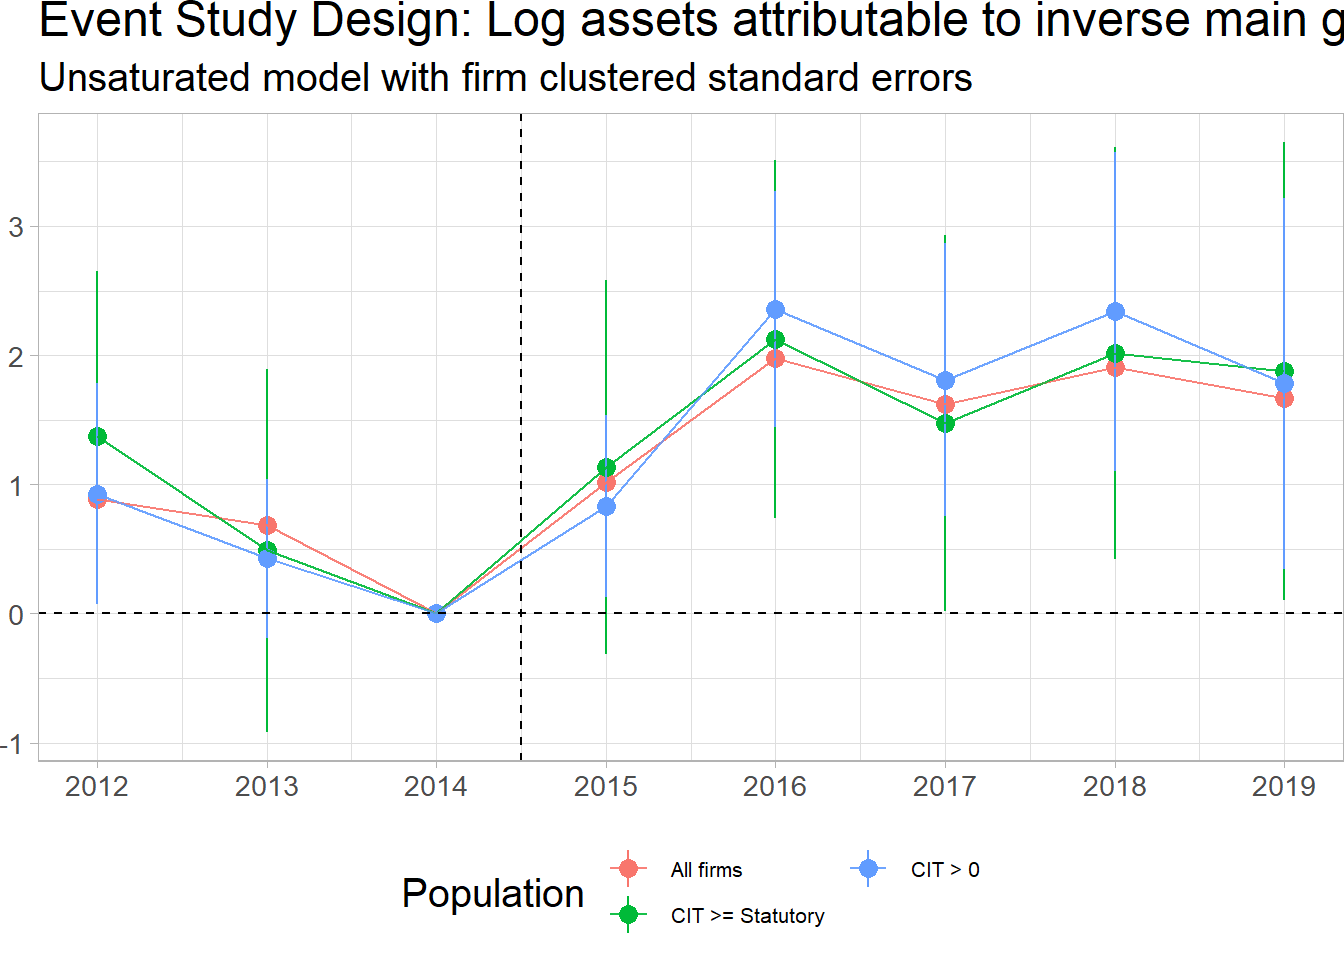 Event Study Design: Log assets attributable to inverse main
Unsaturated model with firm clustered standard errors
3
2
1
0
-1
2012 2013 2014 2015 2016 2017 2018 2019
Population
All firms
CIT > 0
CIT >= Statutory